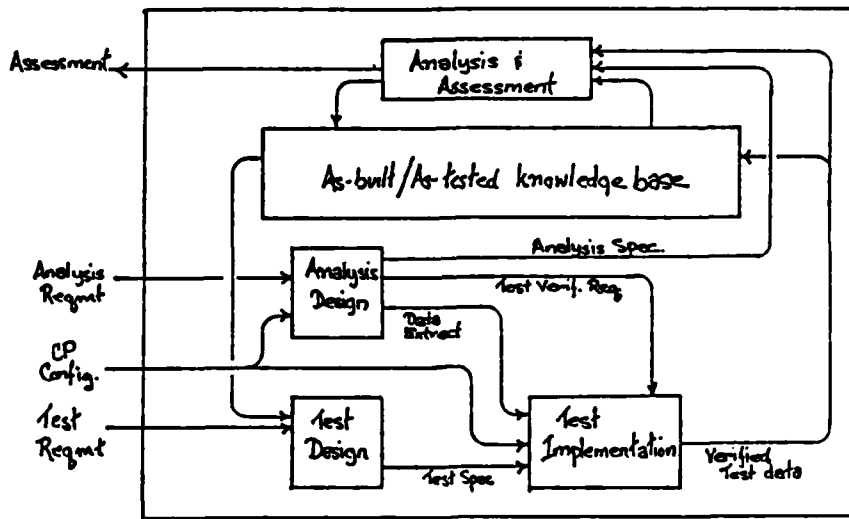 Assessment
Analysis &
Assessment
As-built/As-tested knowledge base
Analysis Spec.
Analysis
Reqmt
Analysis
Design
Test Verif. Req
Data
Extract
CP
Config.
Test
Reqmt
Test
Design
Test Spec
Test
Implementation
Verified
Test data